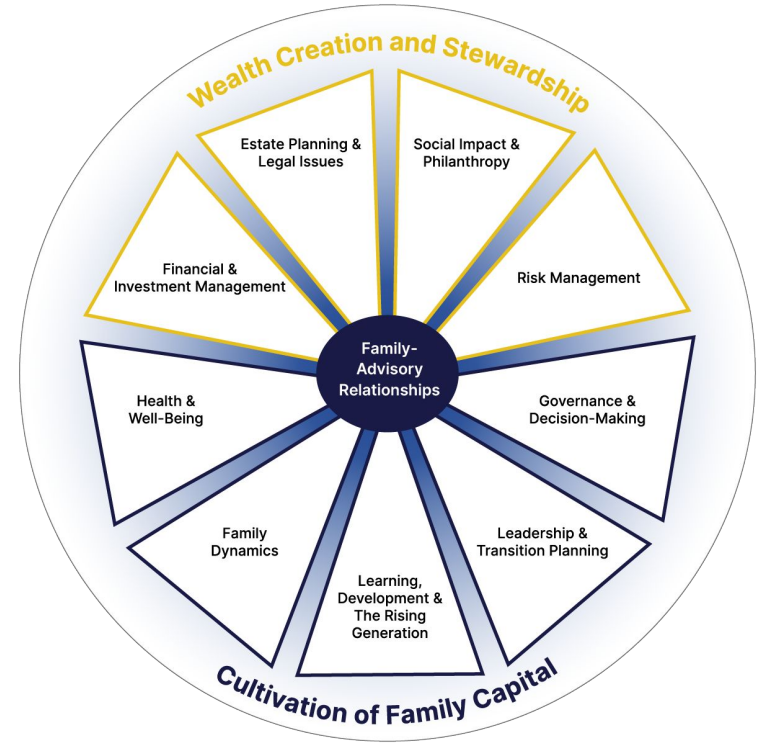 Wealth Creation and Stewardship
Estate Planning &
Legal Issues
Social Impact &
Philanthropy
Financial &
Investment Management
Risk Management
Family-
Advisory
Relationships
Health &
Well-Being
Governance &
Decision-Making
Family
Dynamics
Leadership &
Transition Planning
Learning,
Development &
The Rising
Generation
Cultivation of Family Capital